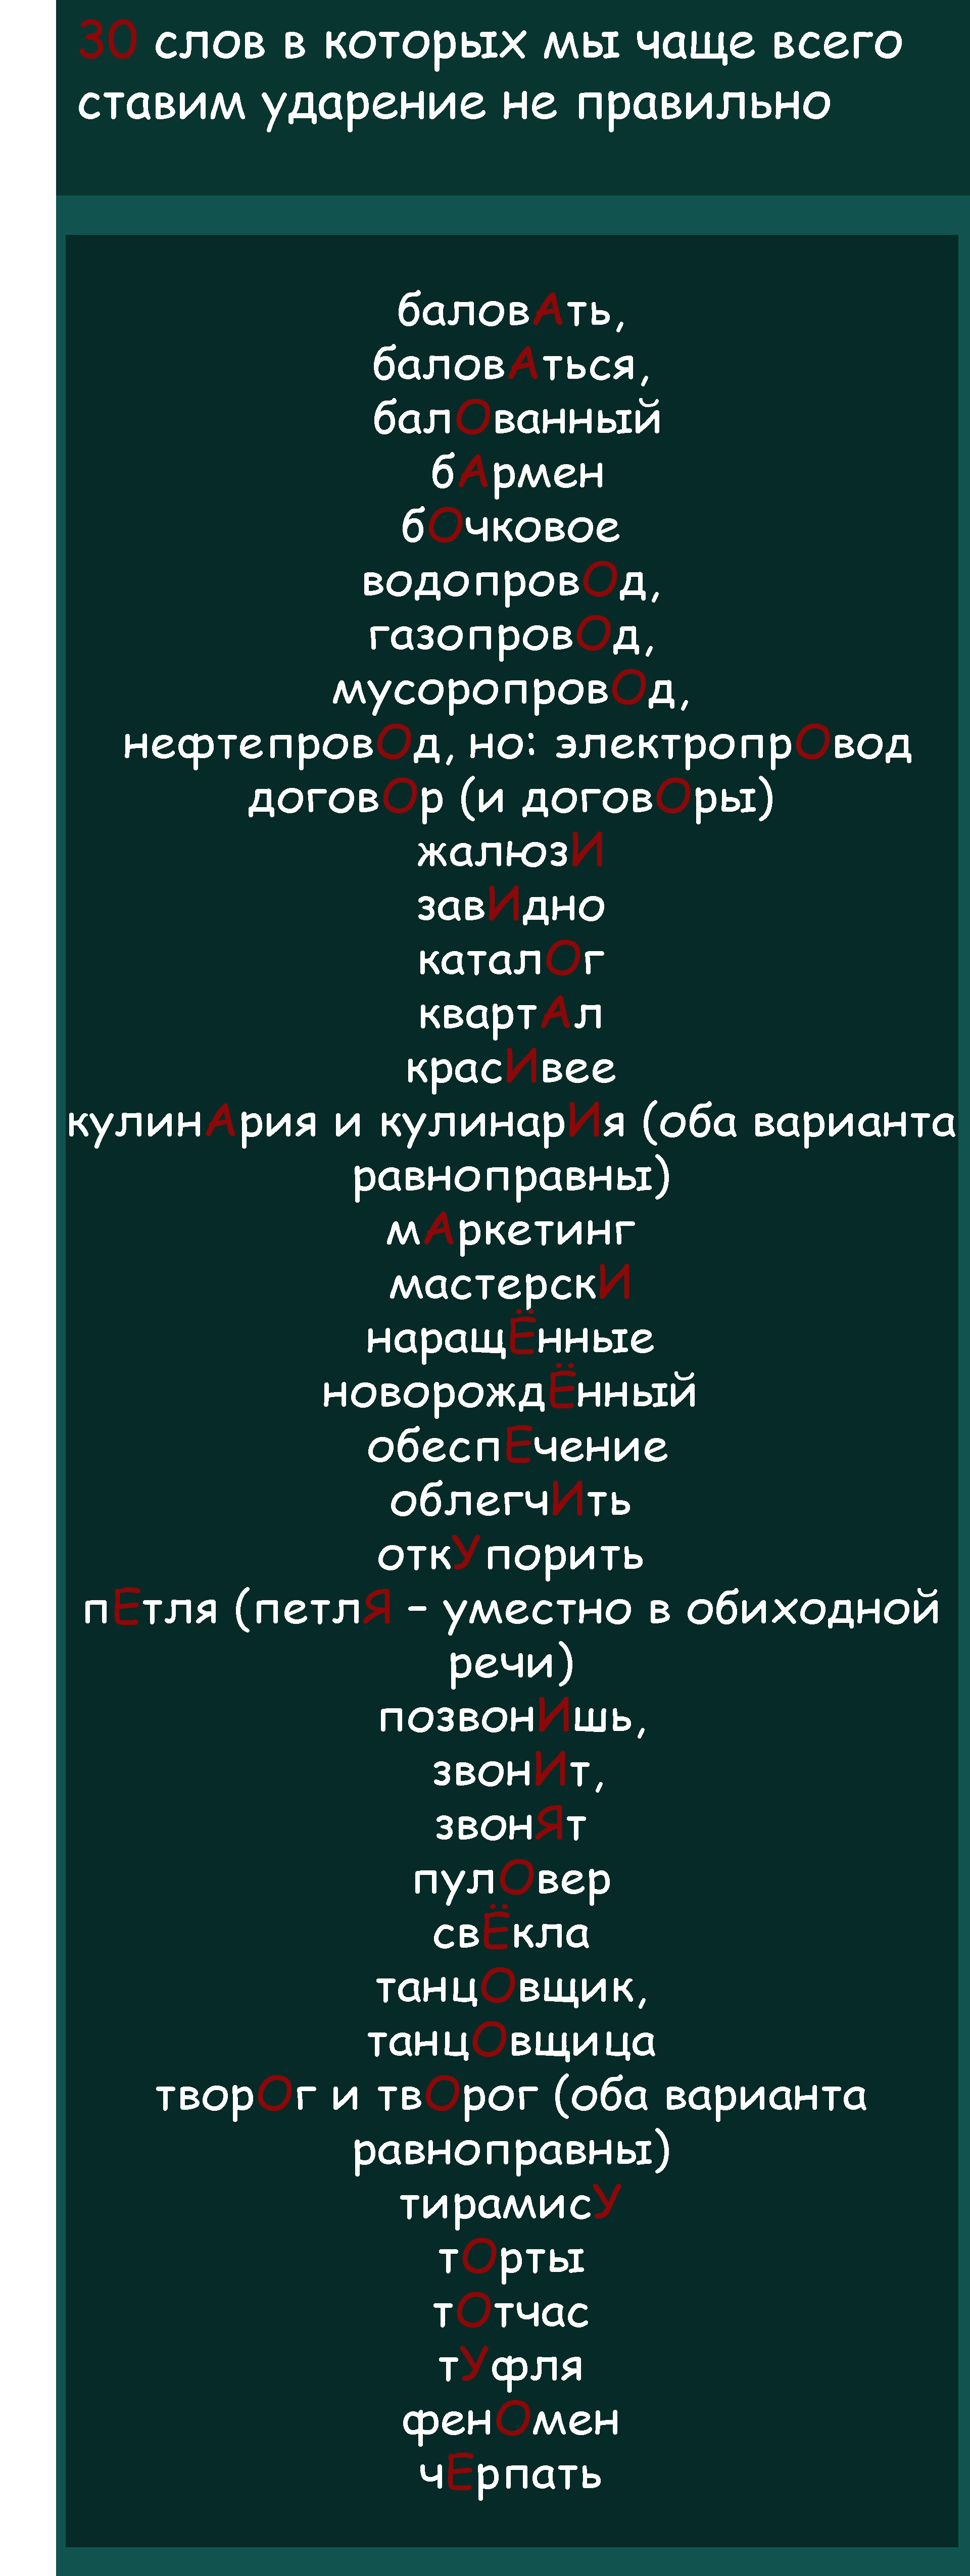 30 слов в которых мы чаще всего
ставим ударение не правильно
баловАть,
баловАться,
балОванный
бАрмен
бОчковое
водопровОд,
газопровОд,
мусоропровОд,
нефтепровОд, но: электропрОвод
договОр (и договОры)
жалюзИ
завИдно
каталОг
квартАл
красИвее
кулинАрия и кулинарИя (оба варианта
равноправны)
мАркетинг
мастерскИ
наращЁнные
новорождЁнный
обеспЕчение
облегчИть
откУпорить
пЕтля (петлЯ – уместно в обиходной
речи)
позвонИшь,
звонИт,
звонЯт
пулОвер
свЁкла
танцОвщик,
танцОвщица
творОг и твОрог (оба варианта
равноправны)
тирамисУ
тОрты
тОтчас
тУфля
фенОмен
чЕрпать